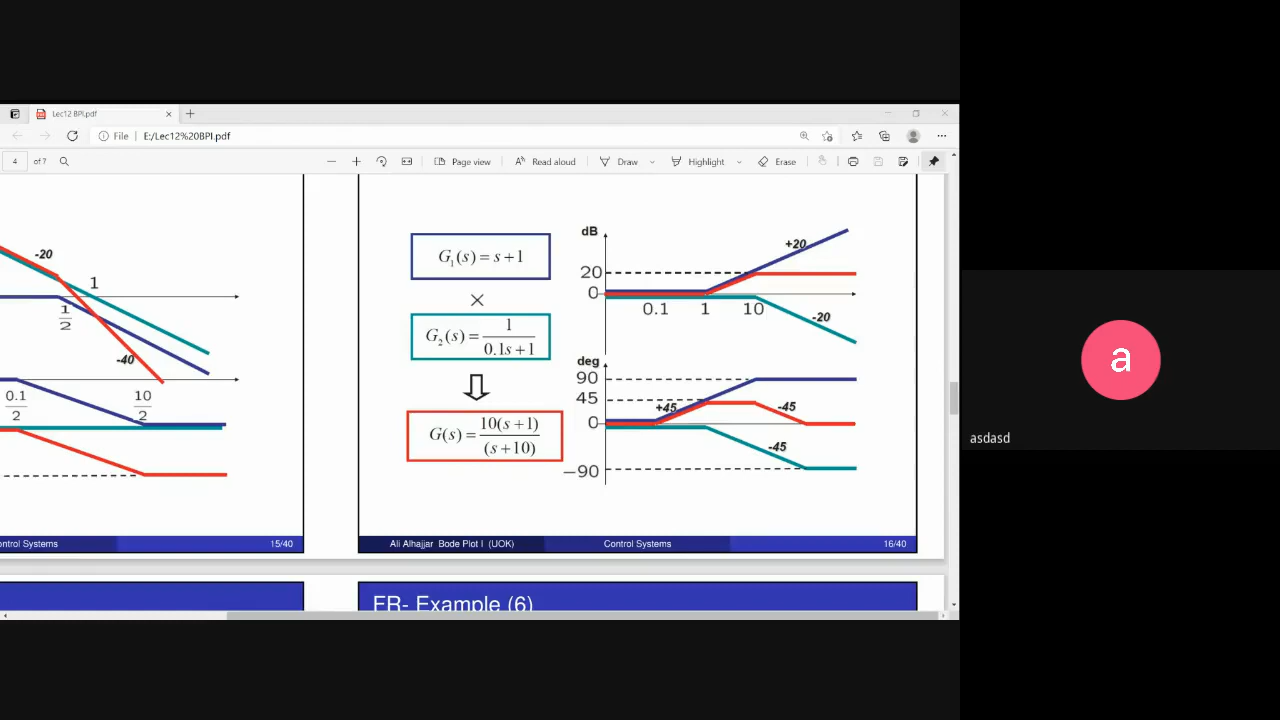 Lec12 BPI.pdf
File
E:/Lec12%20BPI.pdf
4 of 7
Page view
Read aloud
Draw
Highlight
Erase
-20
1
1/2
-40
0.1/2
10/2
ontrol Systems 15/40
G₁(s) = s+1
×
G₂(s) = 1/(0.1s+1)
G(s) = 10(s+1)/(s+10)
dB
20
0
0.1 1 10
+20
-20
deg
90
45
0
−90
+45
-45
-45
Ali Alhajjar Bode Plot I (UOK) Control Systems 16/40
FR- Example (6)
a
asdasd